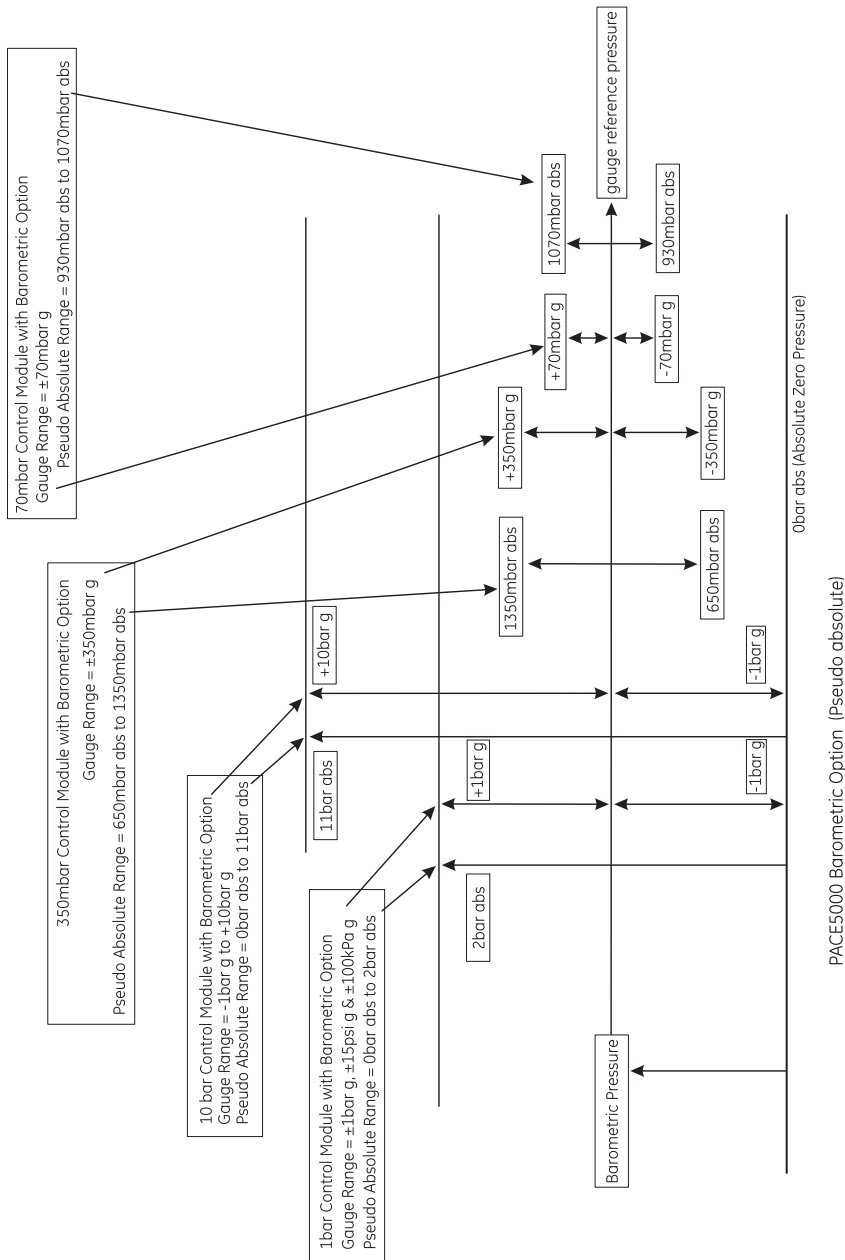 70mbar Control Module with Barometric Option
Gauge Range = ±70mbar g
Pseudo Absolute Range = 930mbar abs to 1070mbar abs
350mbar Control Module with Barometric Option
Gauge Range = ±350mbar g
Pseudo Absolute Range = 650mbar abs to 1350mbar abs
10 bar Control Module with Barometric Option
Gauge Range = -1bar g to +10bar g
Pseudo Absolute Range = 0bar abs to 11bar abs
1bar Control Module with Barometric Option
Gauge Range = ±1bar g, ±15psi g & ±100kPa g
Pseudo Absolute Range = 0bar abs to 2bar abs
11bar abs
+10bar g
2bar abs
+1bar g
1350mbar abs
+350mbar g
+70mbar g
1070mbar abs
Barometric Pressure
gauge reference pressure
650mbar abs
-350mbar g
-70mbar g
930mbar abs
-1bar g
-1bar g
0bar abs (Absolute Zero Pressure)
PACE5000 Barometric Option (Pseudo absolute)